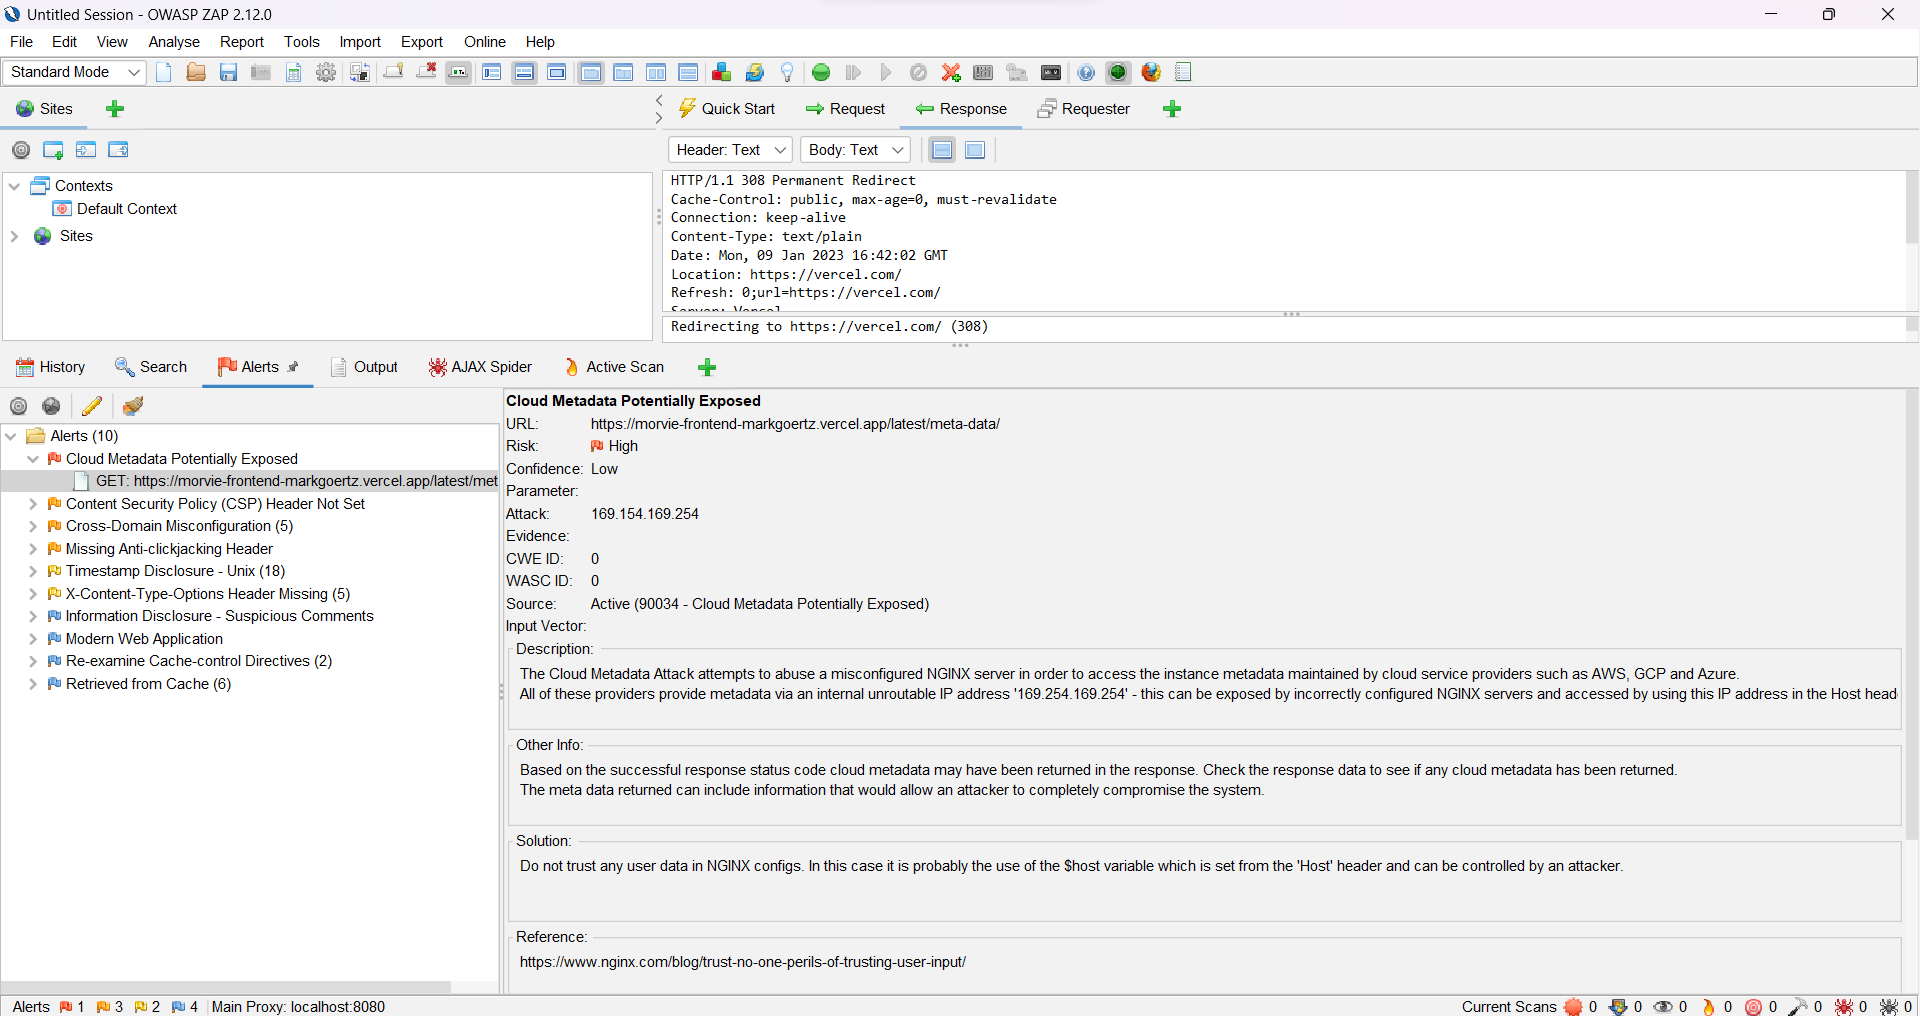 Untitled Session - OWASP ZAP 2.12.0
File Edit View Analyse Report Tools Import Export Online Help
Standard Mode
Sites
Quick Start Request Response Requester
Header: Text Body: Text
Contexts
Default Context
Sites
HTTP/1.1 308 Permanent Redirect
Cache-Control: public, max-age=0, must-revalidate
Connection: keep-alive
Content-Type: text/plain
Date: Mon, 09 Jan 2023 16:42:02 GMT
Location: https://vercel.com/
Refresh: 0;url=https://vercel.com/
Server: Vercel
Redirecting to https://vercel.com/ (308)
History Search Alerts Output AJAX Spider Active Scan
Alerts (10)
Cloud Metadata Potentially Exposed
GET: https://morvie-frontend-markgoertz.vercel.app/latest/met
Content Security Policy (CSP) Header Not Set
Cross-Domain Misconfiguration (5)
Missing Anti-clickjacking Header
Timestamp Disclosure - Unix (18)
X-Content-Type-Options Header Missing (5)
Information Disclosure - Suspicious Comments
Modern Web Application
Re-examine Cache-control Directives (2)
Retrieved from Cache (6)
Cloud Metadata Potentially Exposed
URL: https://morvie-frontend-markgoertz.vercel.app/latest/meta-data/
Risk: High
Confidence: Low
Parameter:
Attack: 169.154.169.254
Evidence:
CWE ID: 0
WASC ID: 0
Source: Active (90034 - Cloud Metadata Potentially Exposed)
Input Vector:
Description:
The Cloud Metadata Attack attempts to abuse a misconfigured NGINX server in order to access the instance metadata maintained by cloud service providers such as AWS, GCP and Azure.
All of these providers provide metadata via an internal unroutable IP address '169.254.169.254' - this can be exposed by incorrectly configured NGINX servers and accessed by using this IP address in the Host head
Other Info:
Based on the successful response status code cloud metadata may have been returned in the response. Check the response data to see if any cloud metadata has been returned.
The meta data returned can include information that would allow an attacker to completely compromise the system.
Solution:
Do not trust any user data in NGINX configs. In this case it is probably the use of the $host variable which is set from the 'Host' header and can be controlled by an attacker.
Reference:
https://www.nginx.com/blog/trust-no-one-perils-of-trusting-user-input/
Alerts 1 3 2 4 Main Proxy: localhost:8080 Current Scans 0 0 0 0 0 0 0 0